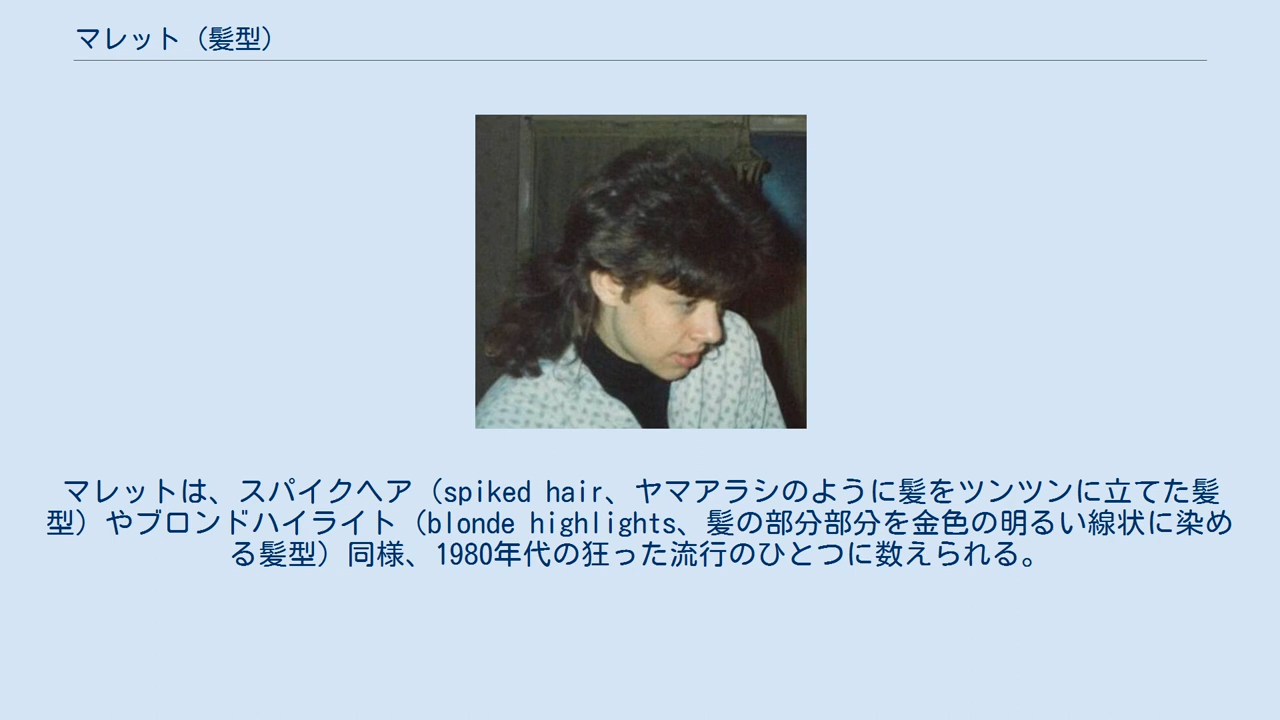 マレット（髪型）
マレットは、スパイクヘア（spiked hair、ヤマアラシのように髪をツンツンに立てた髪
型）やブロンドハイライト（blonde highlights、髪の部分部分を金色の明るい線状に染め
る髪型）同様、1980年代の狂った流行のひとつに数えられる。